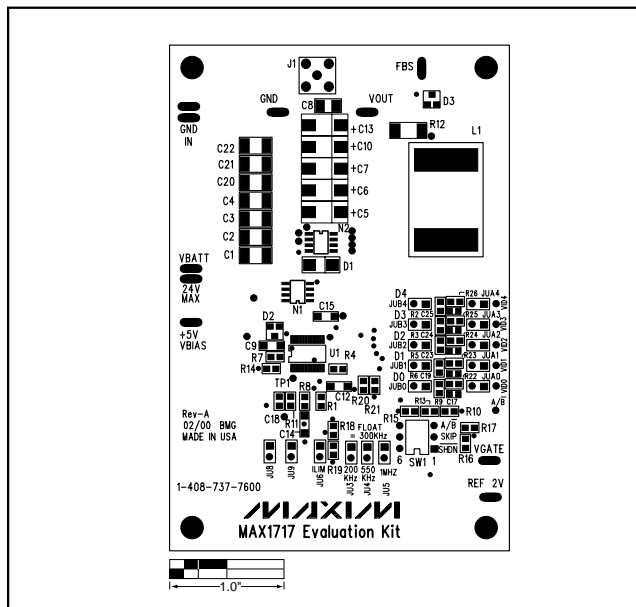 J1
FBS
GND
VOUT
D3
C8
GND
IN
+C13
R12
L1
C22
+C10
C21
+C7
C20
C4
+C6
C3
+C5
C2
N2
C1
D1
VBATT
24V
MAX
N1
C15
+5V
VBIAS
D2
C9
U1
R7
R14
R4
TP1
R8
C12
R20
R21
R1
C18
R11
C14
R18
R19
D4
R26 JUA4
JUB4
VID4
D3
R2 C25
R25 JUA3
JUB3
VID3
D2
R3 C24
R24 JUA2
JUB2
VID2
D1
R5 C23
R23 JUA1
JUB1
VID1
D0
R6 C19
R22 JUA0
JUB0
VID0
R13
R9 C17
A/B
R15
R10
Rev-A
02/00 BMG
MADE IN USA
FLOAT
= 300KHz
A/B
SKIP
SHDN
R17
R16
6
SW1
1
VGATE
JU8
JU9
ILIM
JU6
200
KHz
JU3
550
KHz
JU4
1MHZ
JU5
1-408-737-7600
REF 2V
MAXIM
MAX1717 Evaluation Kit
1.0"